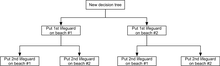 New decision tree
Put 1st lifeguard
on beach #1
Put 1st lifeguard
on beach #2
Put 2nd lifeguard
on beach #1
Put 2nd lifeguard
on beach #2
Put 2nd lifeguard
on beach #1
Put 2nd lifeguard
on beach #2